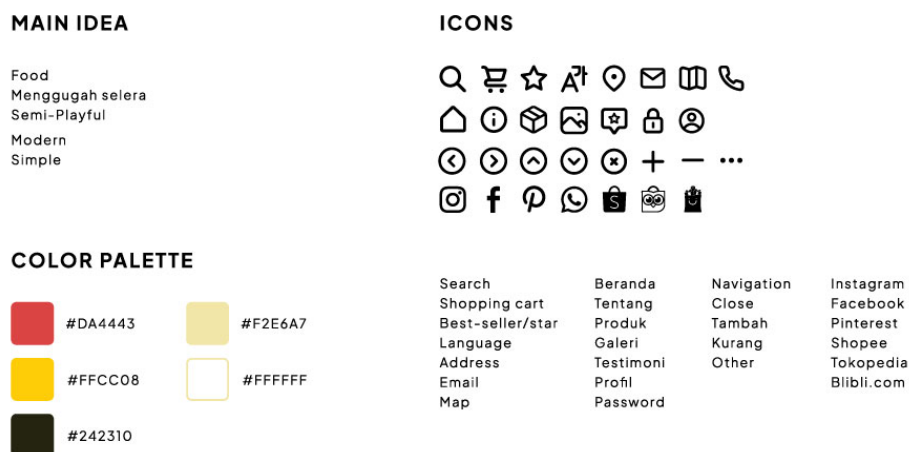 MAIN IDEA
Food
Menggugah selera
Semi-Playful
Modern
Simple
ICONS
COLOR PALETTE
#DA4443
#F2E6A7
#FFCC08
#FFFFFF
#242310
Search
Shopping cart
Best-seller/star
Language
Address
Email
Map
Beranda
Tentang
Produk
Galeri
Testimoni
Profil
Password
Navigation
Close
Tambah
Kurang
Other
Instagram
Facebook
Pinterest
Shopee
Tokopedia
Blibli.com